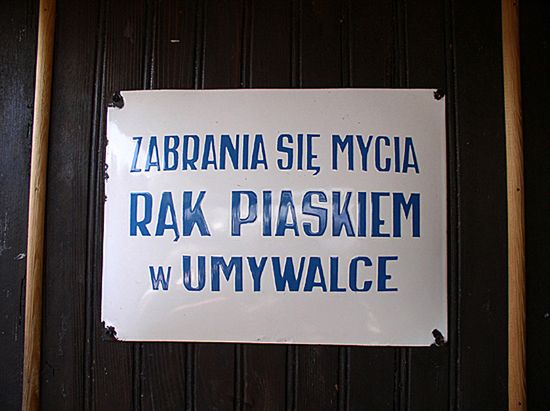 ZABRANIA SIĘ MYCIA
RĄK PIASKIEM
w UMYWALCE